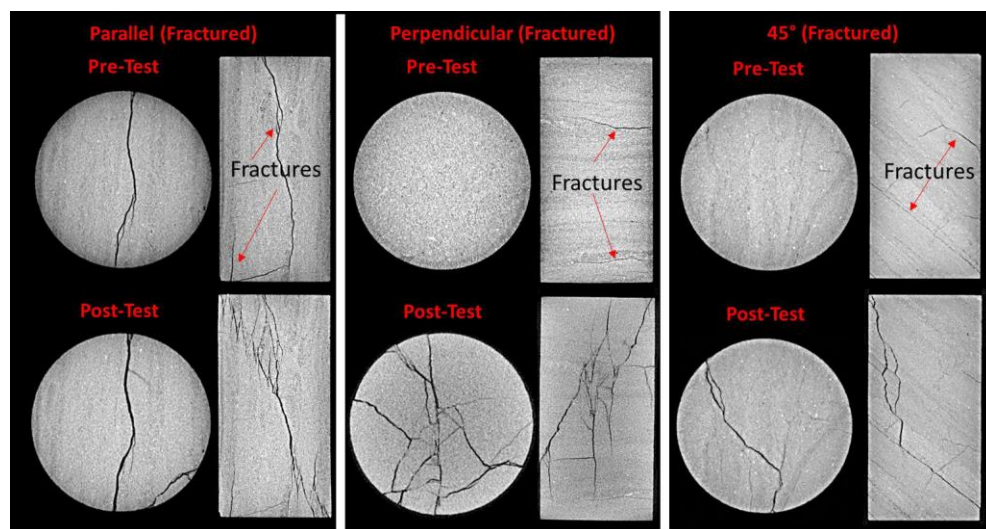 Parallel (Fractured)
Pre-Test
Fractures
Post-Test
Perpendicular (Fractured)
Pre-Test
Fractures
Post-Test
45° (Fractured)
Pre-Test
Fractures
Post-Test